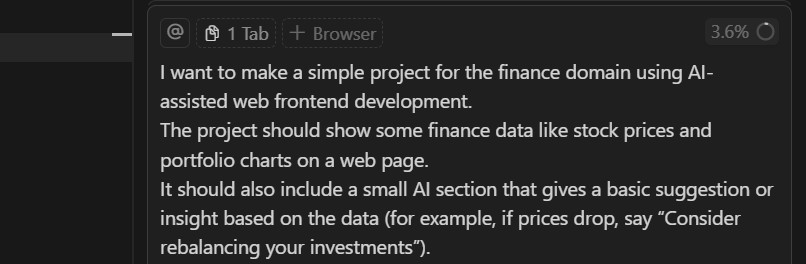 @ 1 Tab + Browser 3.6%
I want to make a simple project for the finance domain using AI-
assisted web frontend development.
The project should show some finance data like stock prices and
portfolio charts on a web page.
It should also include a small AI section that gives a basic suggestion or
insight based on the data (for example, if prices drop, say “Consider
rebalancing your investments”).